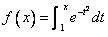 f(x)=∫₁ˣ e^{-t²} dt